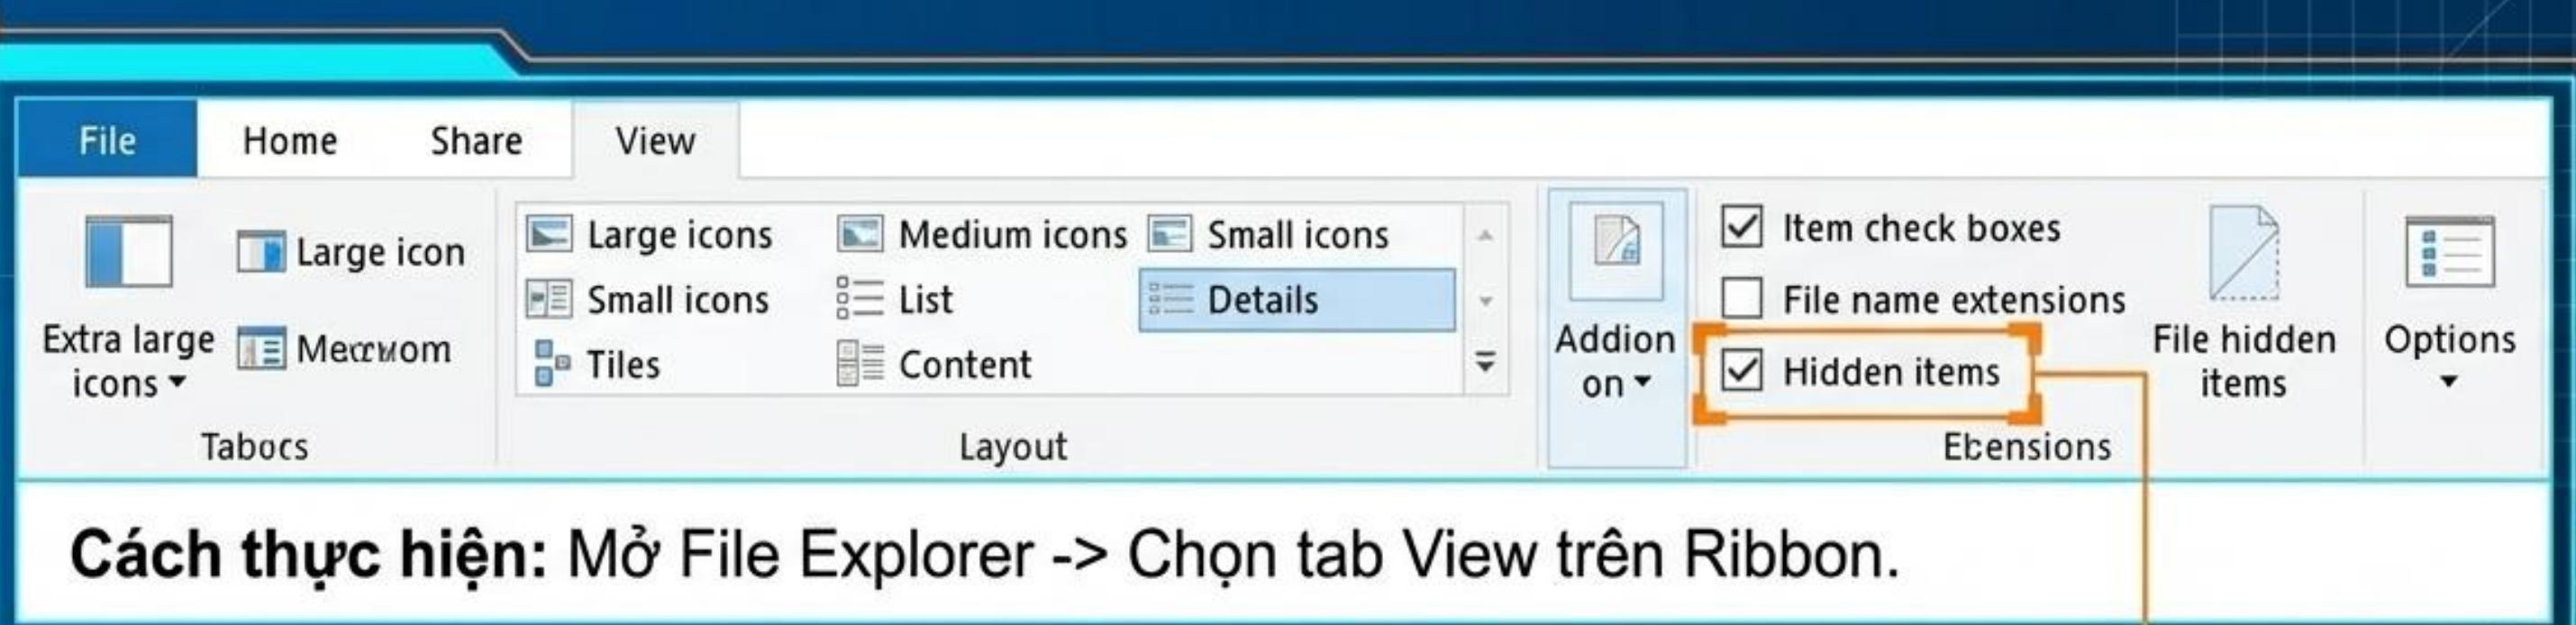 File Home Share View
Extra large icons
Large icon
Large icons Medium icons Small icons
Small icons List Details
Tiles Content
Addion on
Item check boxes
File name extensions
Hidden items
File hidden items
Options
Tabocs Layout Ebensions
Cách thực hiện: Mở File Explorer -> Chọn tab View trên Ribbon.